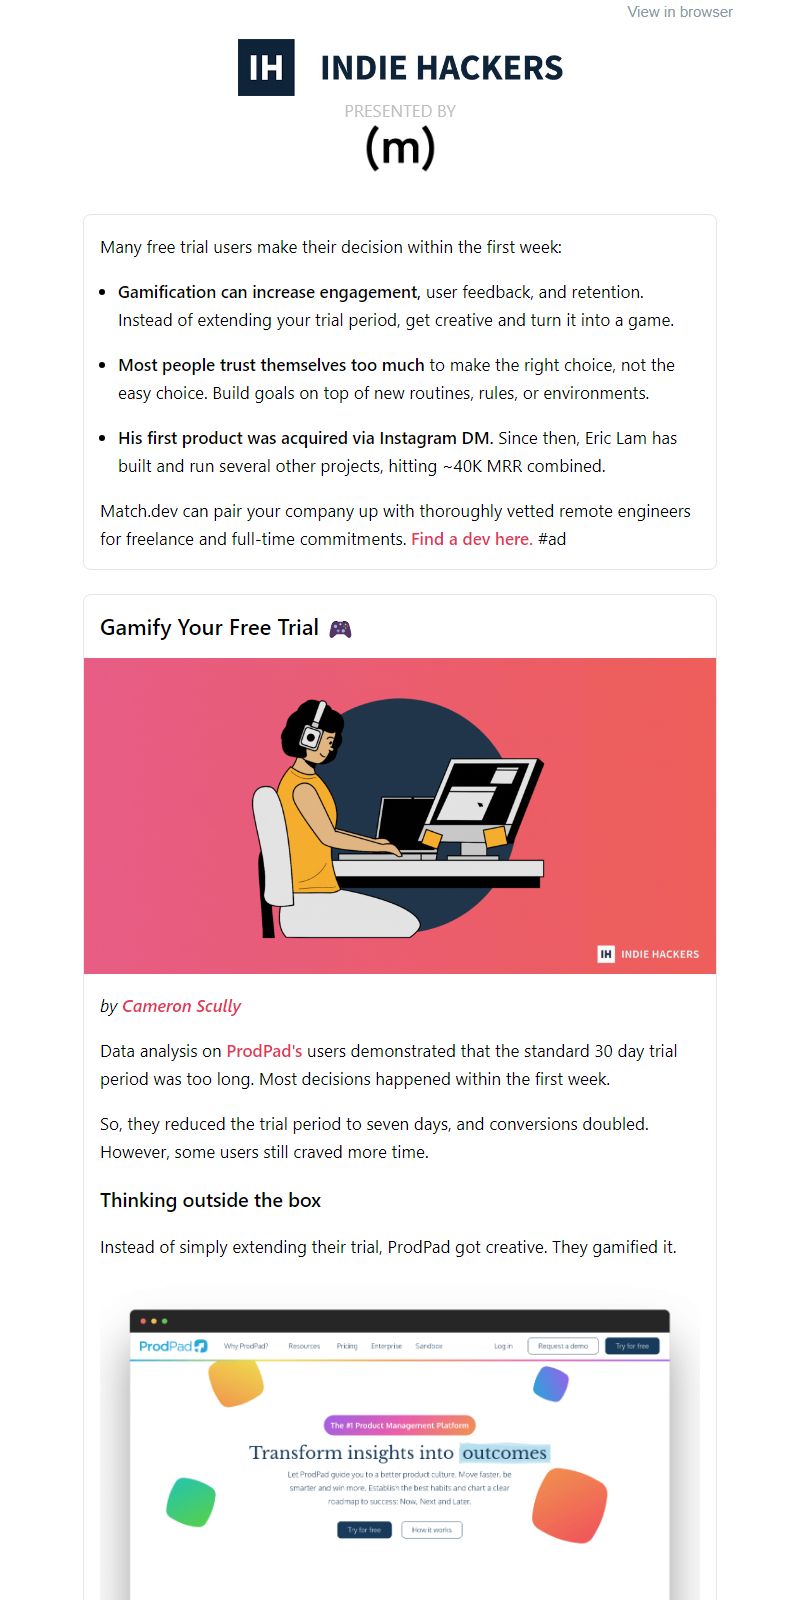 View in browser
IH INDIE HACKERS
PRESENTED BY
(m)
Many free trial users make their decision within the first week:
Gamification can increase engagement, user feedback, and retention.
Instead of extending your trial period, get creative and turn it into a game.
Most people trust themselves too much to make the right choice, not the
easy choice. Build goals on top of new routines, rules, or environments.
His first product was acquired via Instagram DM. Since then, Eric Lam has
built and run several other projects, hitting ~40K MRR combined.
Match.dev can pair your company up with thoroughly vetted remote engineers
for freelance and full-time commitments. Find a dev here. #ad
Gamify Your Free Trial 🎮
IH INDIE HACKERS
by Cameron Scully
Data analysis on ProdPad's users demonstrated that the standard 30 day trial
period was too long. Most decisions happened within the first week.
So, they reduced the trial period to seven days, and conversions doubled.
However, some users still craved more time.
Thinking outside the box
Instead of simply extending their trial, ProdPad got creative. They gamified it.
ProdPad Why ProdPad? Resources Pricing Enterprise Sandbox Log in Request a demo Try for free
The #1 Product Management Platform
Transform insights into outcomes
Let ProdPad guide you to a better product culture. Move faster, be
smarter and win more. Establish the best habits and chart a clear
roadmap to success: Now, Next and Later.
Try for free How it works